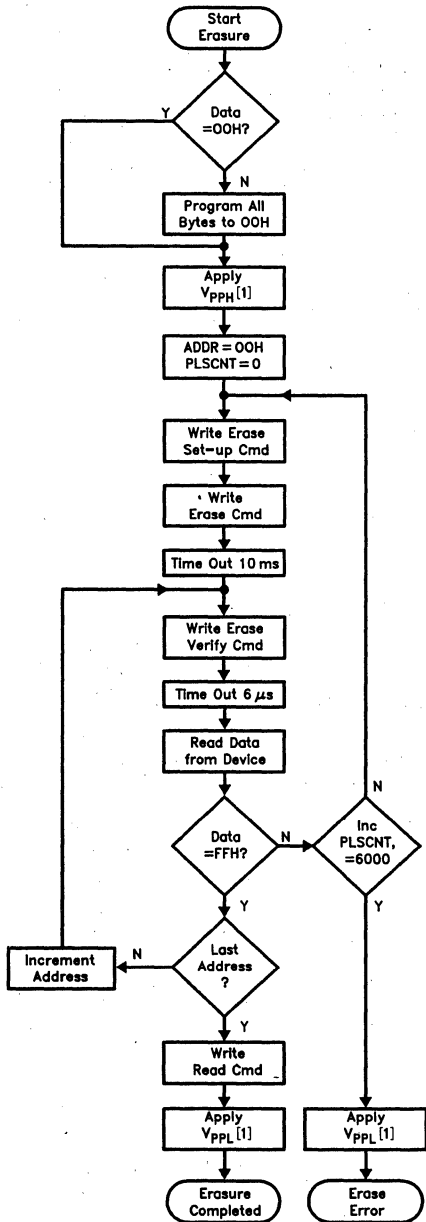 Start
Erasure
Data
=00H?
Y
N
Program All
Bytes to 00H
Apply
VPPH [1]
ADDR = 00H
PLSCNT = 0
Write Erase
Set-up Cmd
Write
Erase Cmd
Time Out 10 ms
Write Erase
Verify Cmd
Time Out 6 µs
Read Data
from Device
Data
=FFH?
N
Y
Inc
PLSCNT,
=6000
N
Y
Increment
Address
N
Last
Address
?
Y
Write
Read Cmd
Apply
VPPL [1]
Apply
VPPL [1]
Erasure
Completed
Erase
Error